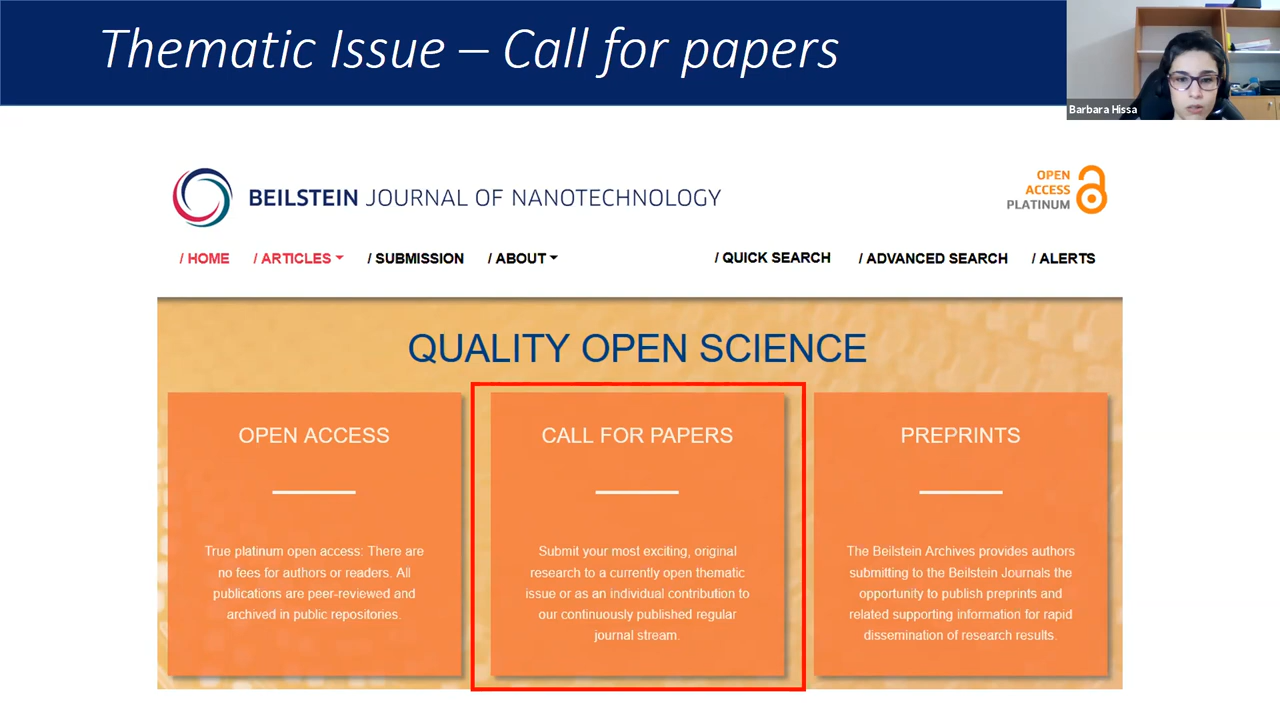 Thematic Issue – Call for papers
Barbara Hissa
BEILSTEIN JOURNAL OF NANOTECHNOLOGY
OPEN
ACCESS
PLATINUM
/ HOME / ARTICLES / SUBMISSION / ABOUT / QUICK SEARCH / ADVANCED SEARCH / ALERTS
QUALITY OPEN SCIENCE
OPEN ACCESS
True platinum open access: There are
no fees for authors or readers. All
publications are peer-reviewed and
archived in public repositories.
CALL FOR PAPERS
Submit your most exciting, original
research to a currently open thematic
issue or as an individual contribution to
our continuously published regular
journal stream.
PREPRINTS
The Beilstein Archives provides authors
submitting to the Beilstein Journals the
opportunity to publish preprints and
related supporting information for rapid
dissemination of research results.